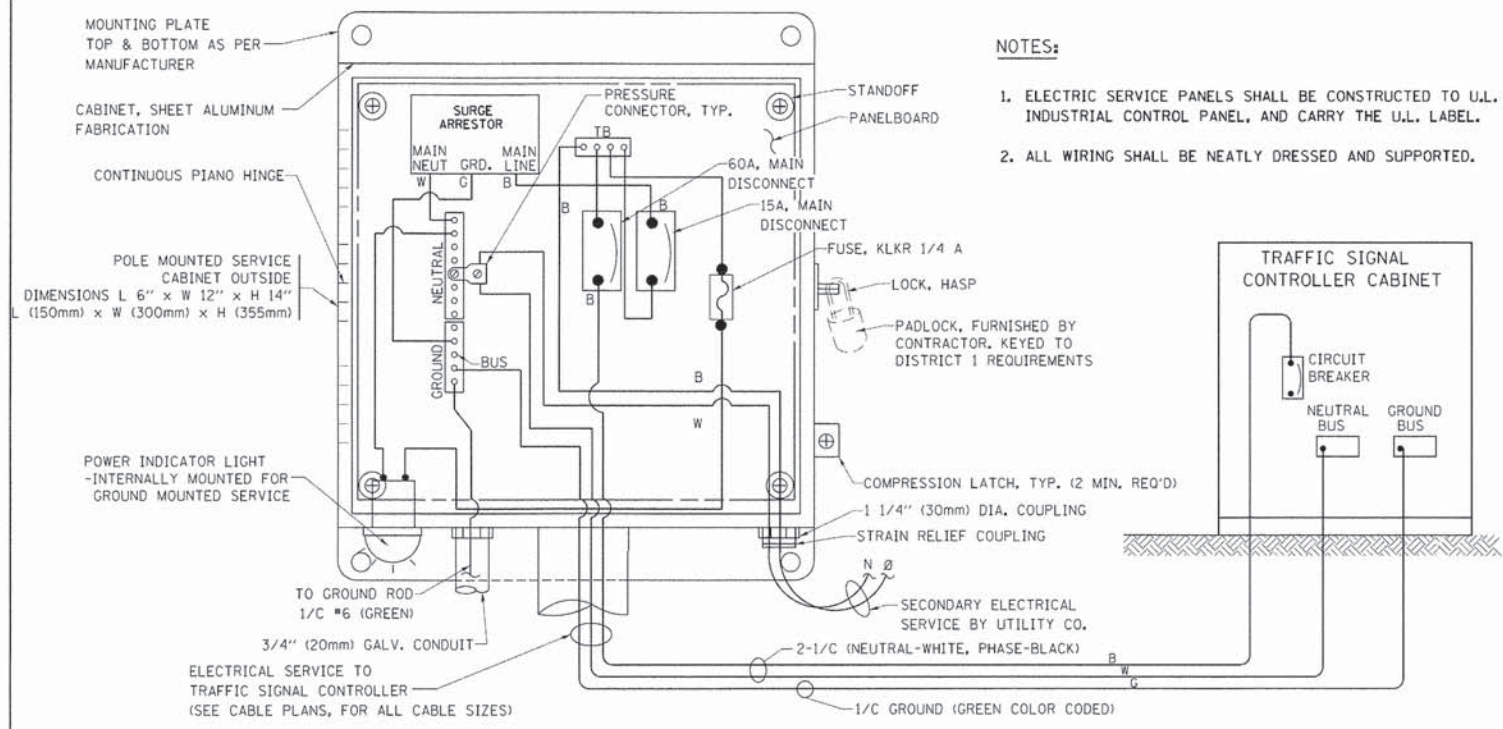 MOUNTING PLATE
TOP & BOTTOM AS PER
MANUFACTURER
CABINET, SHEET ALUMINUM
FABRICATION
CONTINUOUS PIANO HINGE
POLE MOUNTED SERVICE
CABINET OUTSIDE
DIMENSIONS L 6'' x W 12'' x H 14''
L (150mm) x W (300mm) x H (355mm)
POWER INDICATOR LIGHT
-INTERNALLY MOUNTED FOR
GROUND MOUNTED SERVICE
SURGE
ARRESTOR
MAIN
NEUT
GRD.
MAIN
LINE
W
G
B
PRESSURE
CONNECTOR, TYP.
TB
60A, MAIN
DISCONNECT
15A, MAIN
DISCONNECT
B
B
B
NEUTRAL
GROUND
BUS
FUSE, KLKR 1/4 A
B
W
STANDOFF
PANELBOARD
LOCK, HASP
PADLOCK, FURNISHED BY
CONTRACTOR. KEYED TO
DISTRICT 1 REQUIREMENTS
COMPRESSION LATCH, TYP. (2 MIN. REQ'D)
1 1/4'' (30mm) DIA. COUPLING
STRAIN RELIEF COUPLING
N Ø
SECONDARY ELECTRICAL
SERVICE BY UTILITY CO.
TO GROUND ROD
1/C #6 (GREEN)
3/4'' (20mm) GALV. CONDUIT
ELECTRICAL SERVICE TO
TRAFFIC SIGNAL CONTROLLER
(SEE CABLE PLANS, FOR ALL CABLE SIZES)
2-1/C (NEUTRAL-WHITE, PHASE-BLACK)
B
W
G
1/C GROUND (GREEN COLOR CODED)
NOTES:
1. ELECTRIC SERVICE PANELS SHALL BE CONSTRUCTED TO U.L.
INDUSTRIAL CONTROL PANEL, AND CARRY THE U.L. LABEL.
2. ALL WIRING SHALL BE NEATLY DRESSED AND SUPPORTED.
TRAFFIC SIGNAL
CONTROLLER CABINET
CIRCUIT
BREAKER
NEUTRAL
BUS
GROUND
BUS